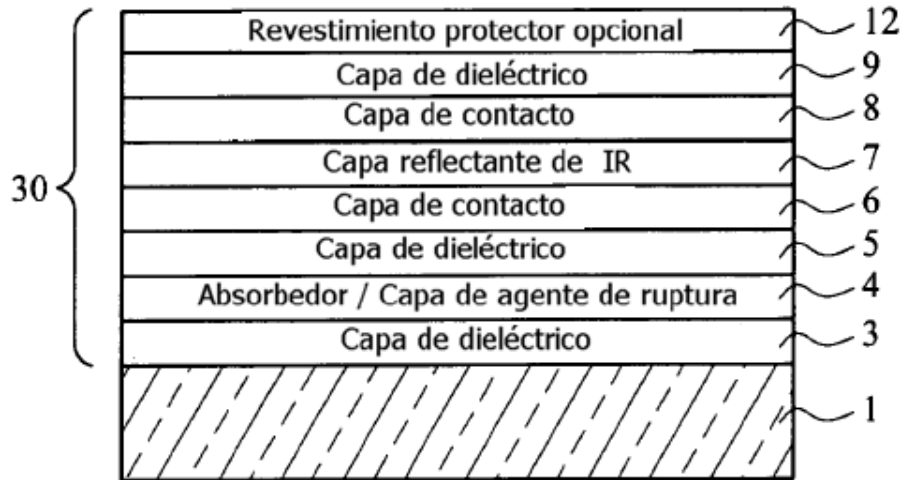 Revestimiento protector opcional 12
Capa de dieléctrico 9
Capa de contacto 8
Capa reflectante de IR 7
30
Capa de contacto 6
Capa de dieléctrico 5
Absorbedor / Capa de agente de ruptura 4
Capa de dieléctrico 3
1